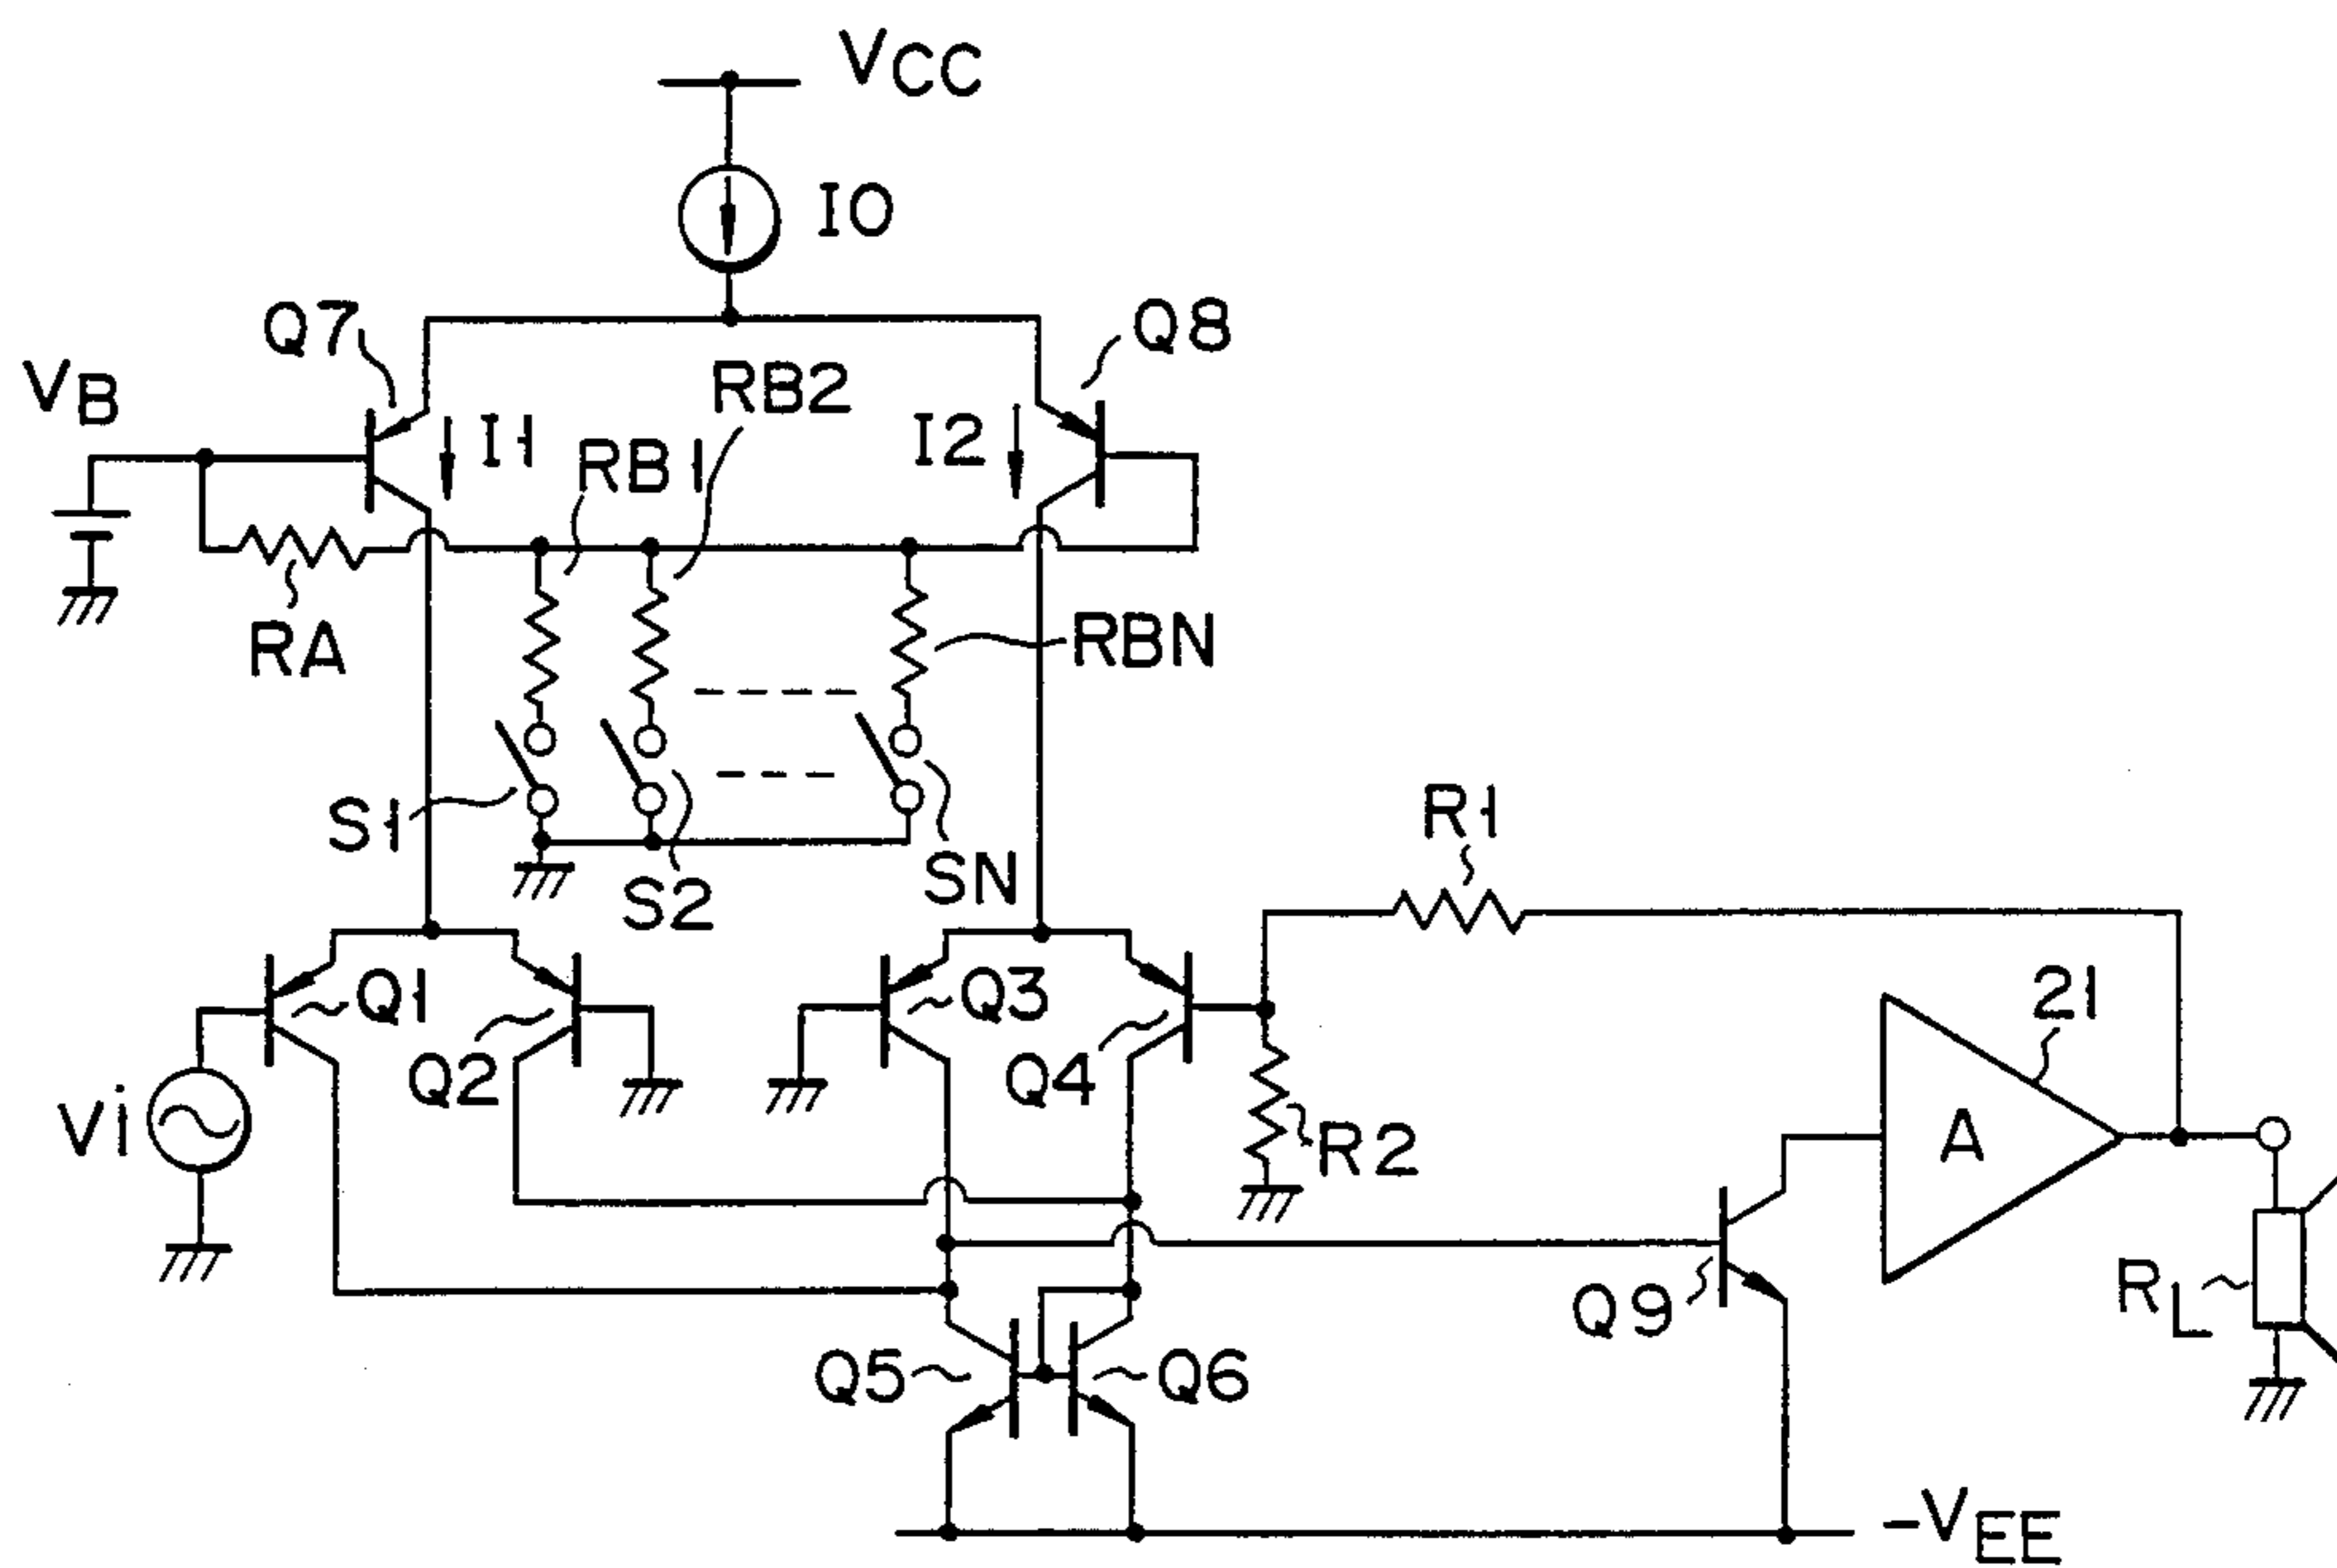 VCC
IO
Q7
Q8
VB
RB2
I1
RB1
I2
RA
RBN
S1
S2
SN
R1
Q1
Q2
Q3
Q4
21
Vi
R2
A
Q9
RL
Q5
Q6
-VEE